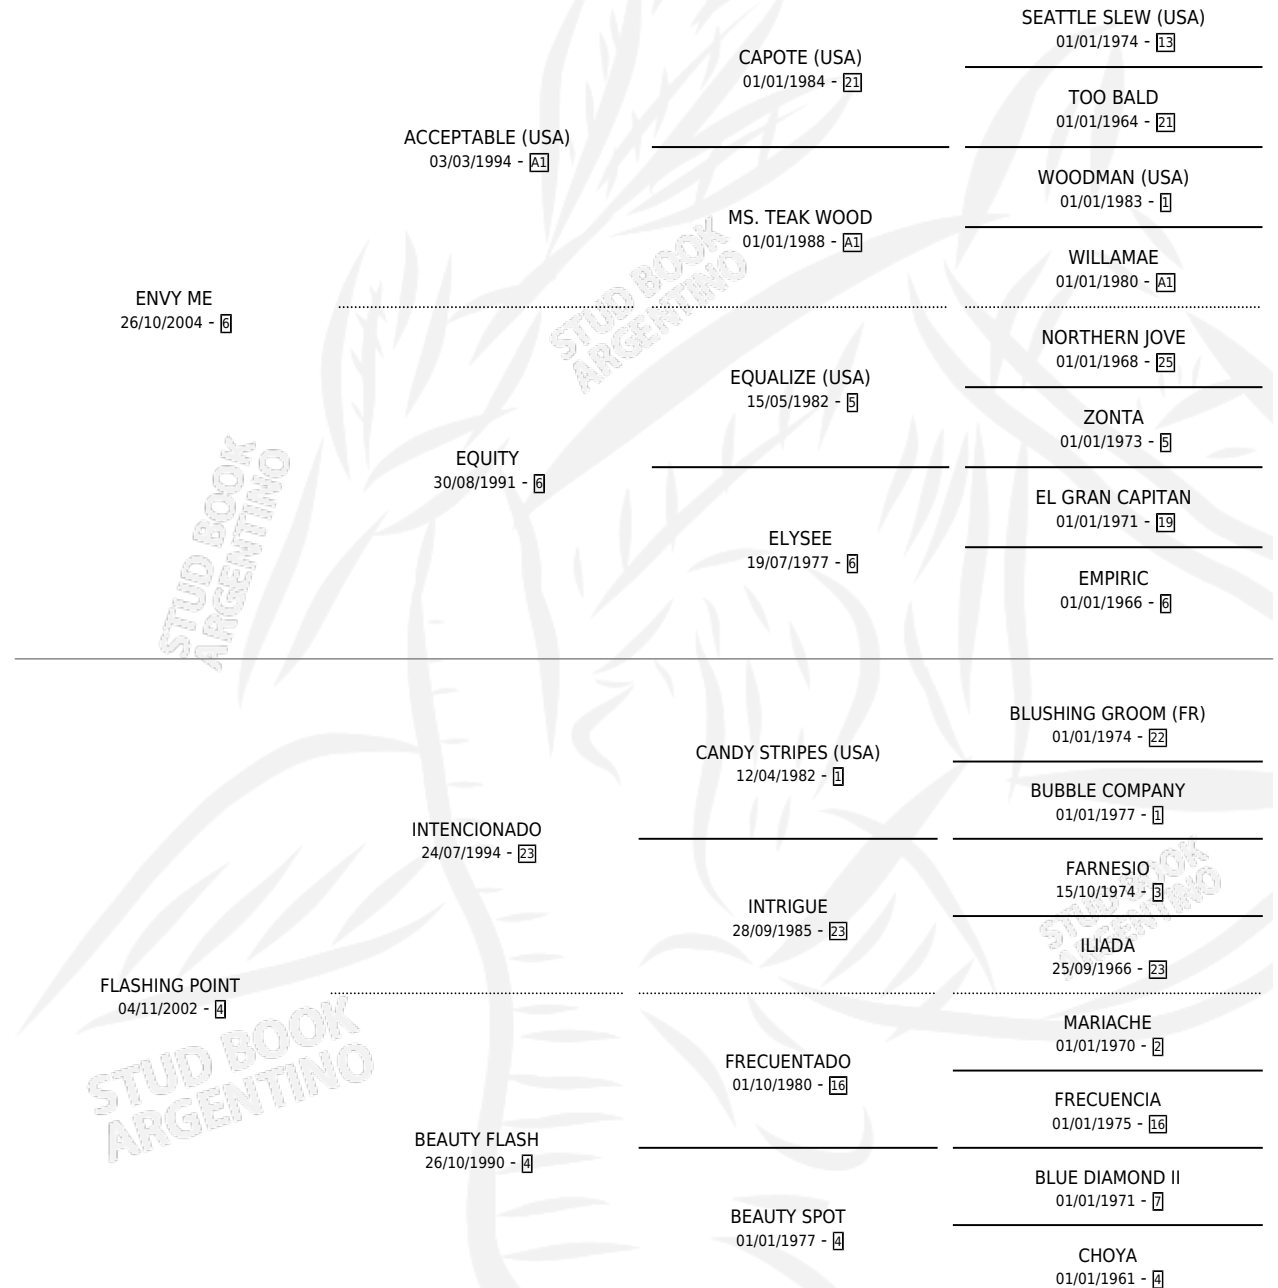 SEATTLE SLEW (USA)
01/01/1974 - 13
CAPOTE (USA)
01/01/1984 - 21
TOO BALD
01/01/1964 - 21
ACCEPTABLE (USA)
03/03/1994 - A1
WOODMAN (USA)
01/01/1983 - 1
MS. TEAK WOOD
01/01/1988 - A1
WILLAMAE
01/01/1980 - A1
ENVY ME
26/10/2004 - 6
NORTHERN JOVE
01/01/1968 - 25
EQUALIZE (USA)
15/05/1982 - 5
ZONTA
01/01/1973 - 5
EQUITY
30/08/1991 - 6
EL GRAN CAPITAN
01/01/1971 - 19
ELYSEE
19/07/1977 - 6
EMPIRIC
01/01/1966 - 6
BLUSHING GROOM (FR)
01/01/1974 - 22
CANDY STRIPES (USA)
12/04/1982 - 1
BUBBLE COMPANY
01/01/1977 - 1
INTENCIONADO
24/07/1994 - 23
FARNESIO
15/10/1974 - 3
INTRIGUE
28/09/1985 - 23
ILIADA
25/09/1966 - 23
FLASHING POINT
04/11/2002 - 4
MARIACHE
01/01/1970 - 2
FRECUENTADO
01/10/1980 - 16
FRECUENCIA
01/01/1975 - 16
BEAUTY FLASH
26/10/1990 - 4
BLUE DIAMOND II
01/01/1971 - 7
BEAUTY SPOT
01/01/1977 - 4
CHOYA
01/01/1961 - 4
STUD BOOK
ARGENTINO
STUD BOOK
ARGENTINO
STUD BOOK
ARGENTINO
STUD BOOK
ARGENTINO